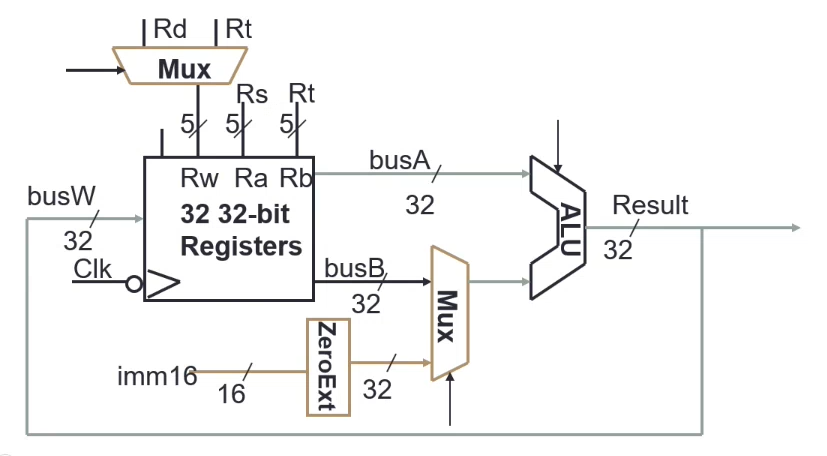 Rd Rt
Mux
Rs Rt
5 5 5
busA
Rw Ra Rb
busW
32
32 32-bit
Registers
32
Result
ALU
32
Clk
busB
32
Mux
ZeroExt
imm16
16
32